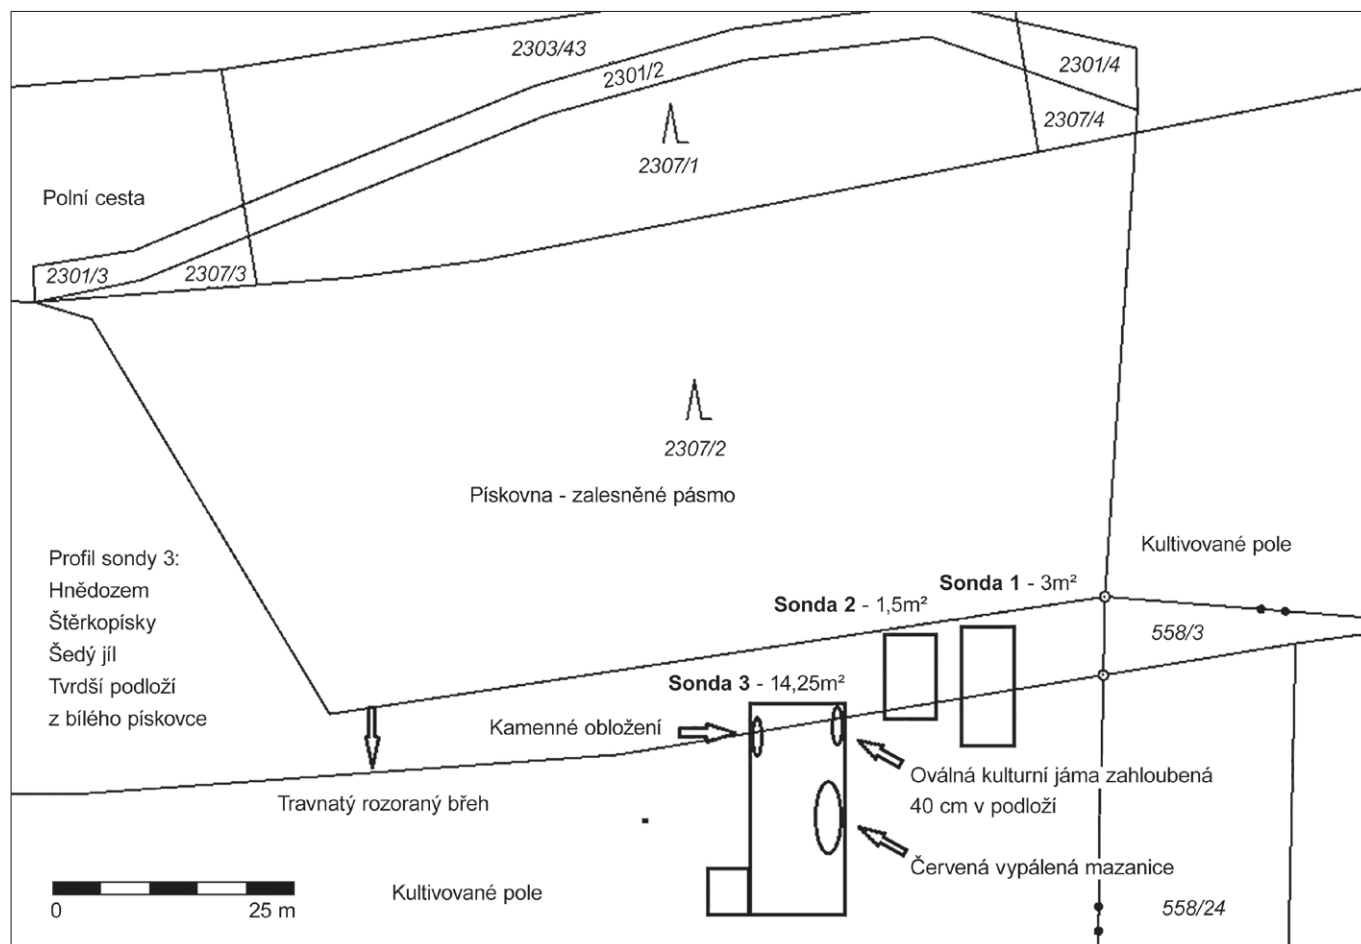 2303/43
2301/2
2301/4
2307/4
2307/1
Polní cesta
2301/3
2307/3
2307/2
Pískovna - zalesněné pásmo
Profil sondy 3:
Hnědozem
Štěrkopísky
Šedý jíl
Tvrdší podloží
z bílého pískovce
Kultivované pole
Sonda 1 - 3m²
Sonda 2 - 1,5m²
558/3
Sonda 3 - 14,25m²
Kamenné obložení
Oválná kulturní jáma zahloubená
40 cm v podloží
Travnatý rozoraný břeh
Červená vypálená mazanice
Kultivované pole
0 25 m
558/24